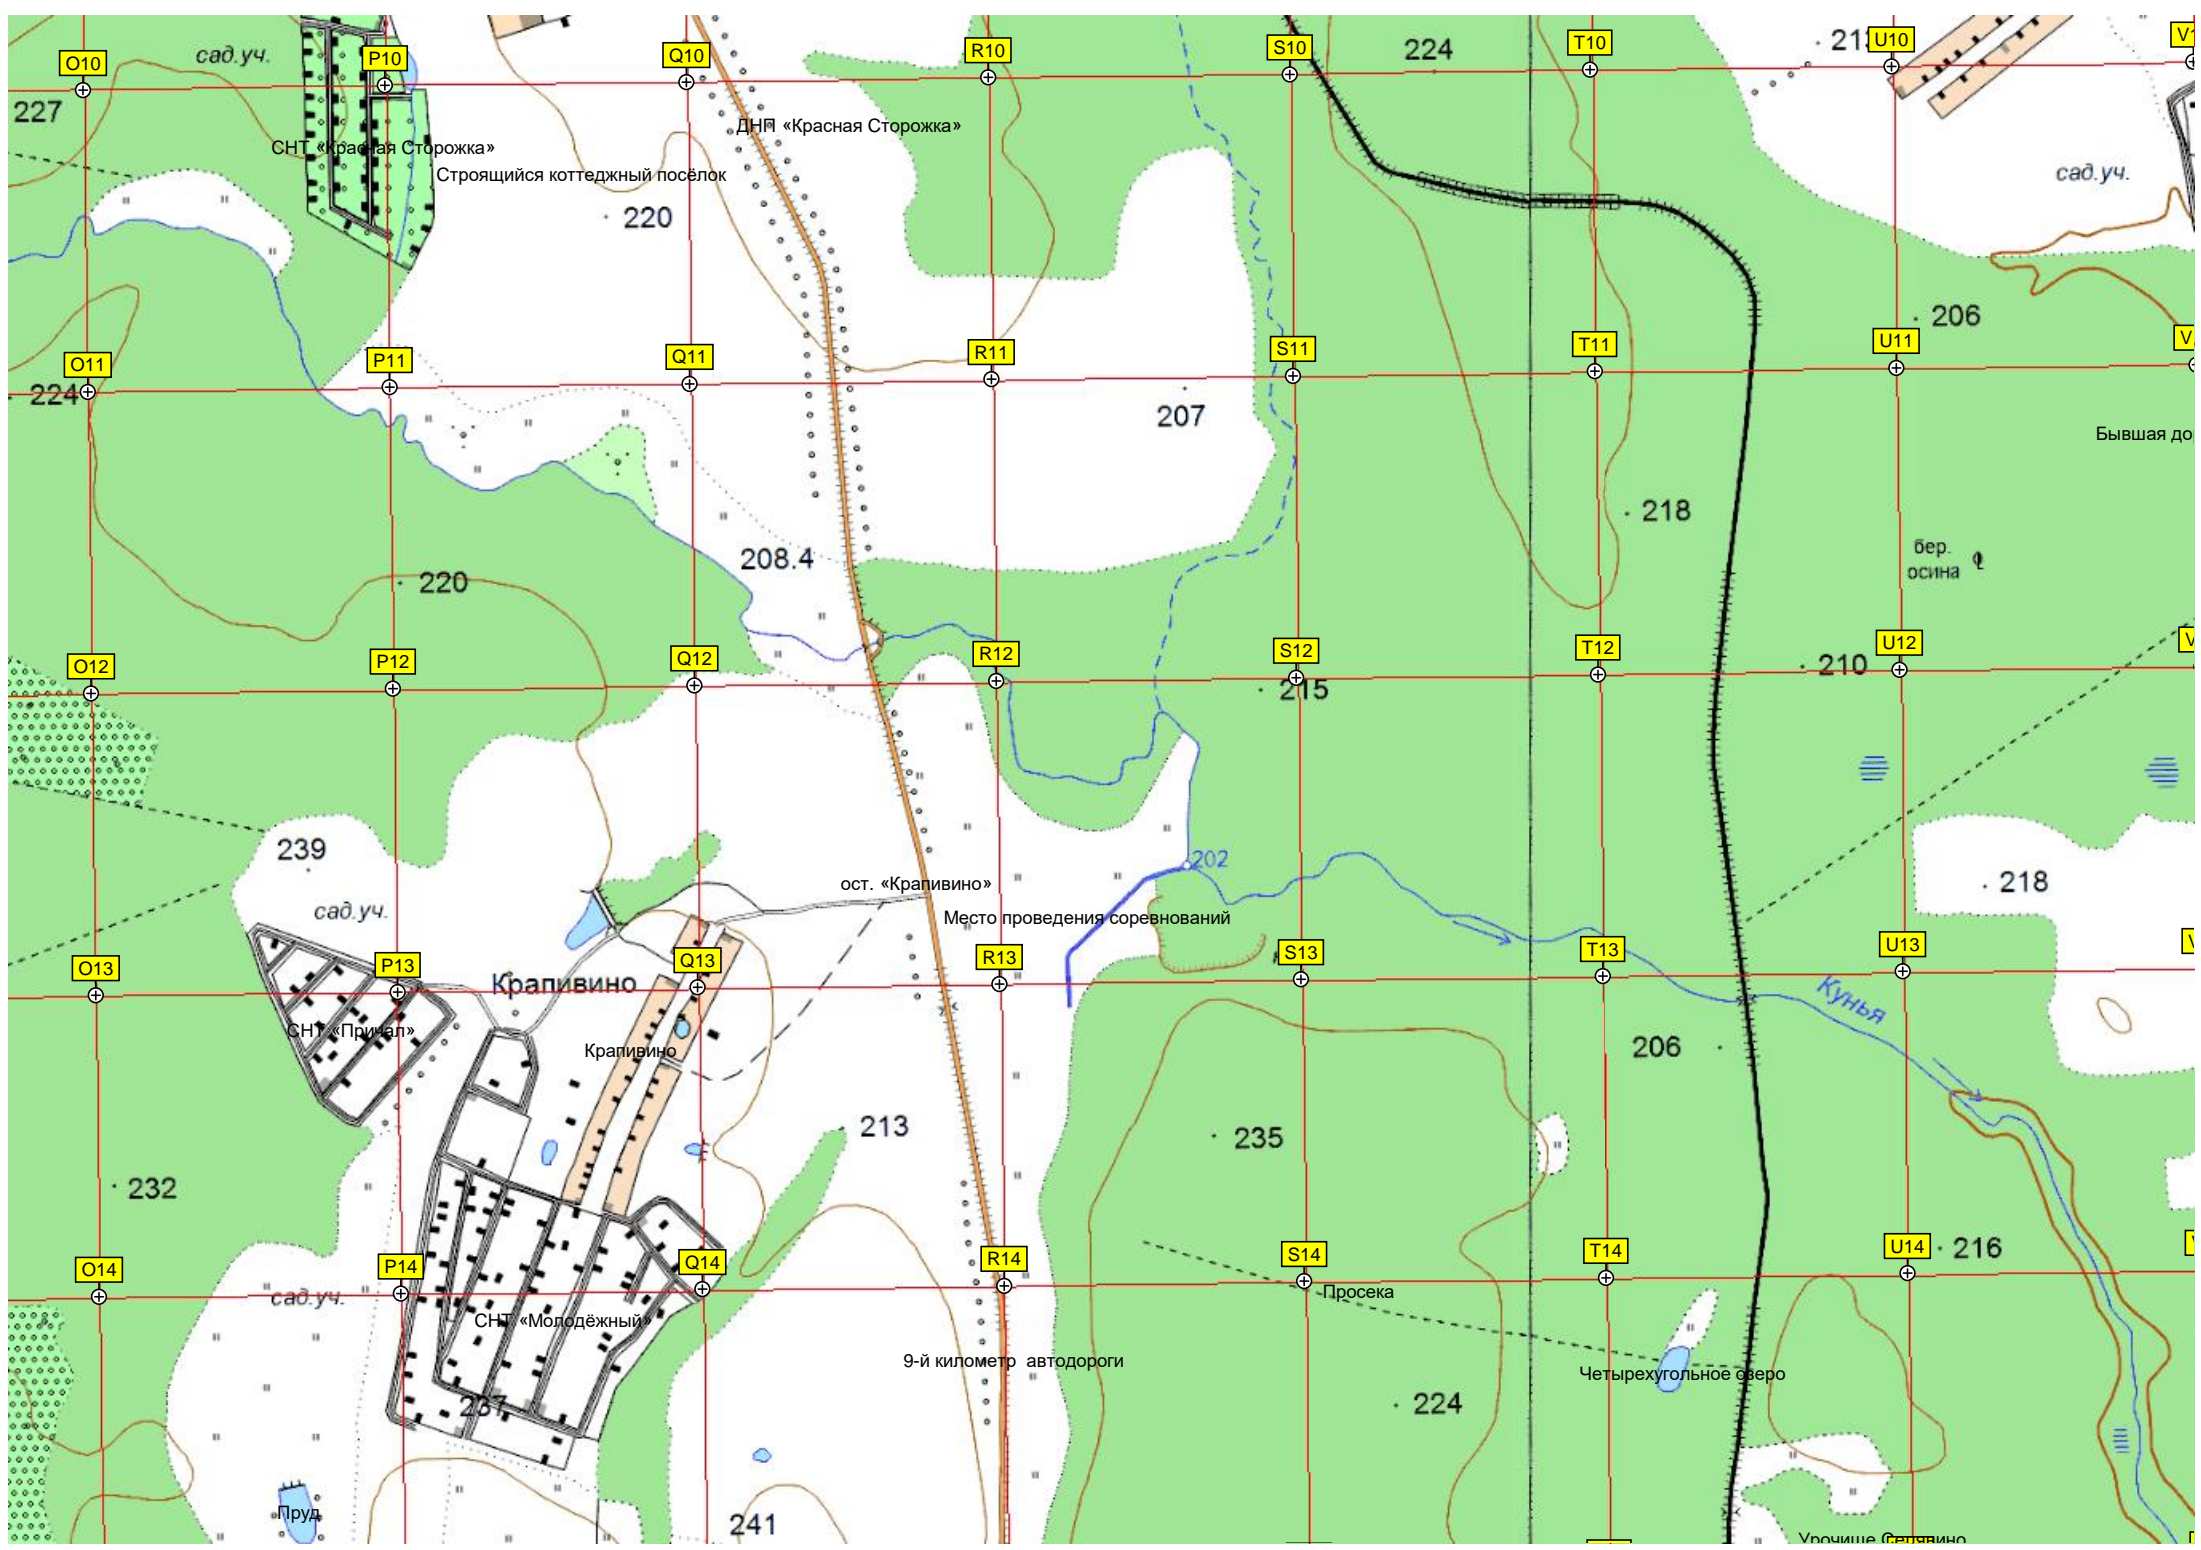 сад.уч.
O10
P10
Q10
R10
S10
224
T10
U10
227
ДНП «Красная Сторожка»
СНТ «Красная Сторожка»
Строящийся коттеджный посёлок
сад.уч.
220
206
O11
P11
Q11
R11
S11
T11
U11
224
207
218
208.4
220
бер.
осина
O12
P12
Q12
R12
S12
T12
U12
215
210
239
202
218
ост. «Крапивино»
сад.уч.
Место проведения соревнований
O13
P13
Q13
R13
S13
T13
U13
Крапивино
Кунья
СНТ «Причал»
Крапивино
206
213
235
232
O14
P14
Q14
R14
S14
T14
U14
216
сад.уч.
Просека
СНТ «Молодёжный»
9-й километр автодороги
Четырехугольное озеро
237
224
Пруд
241